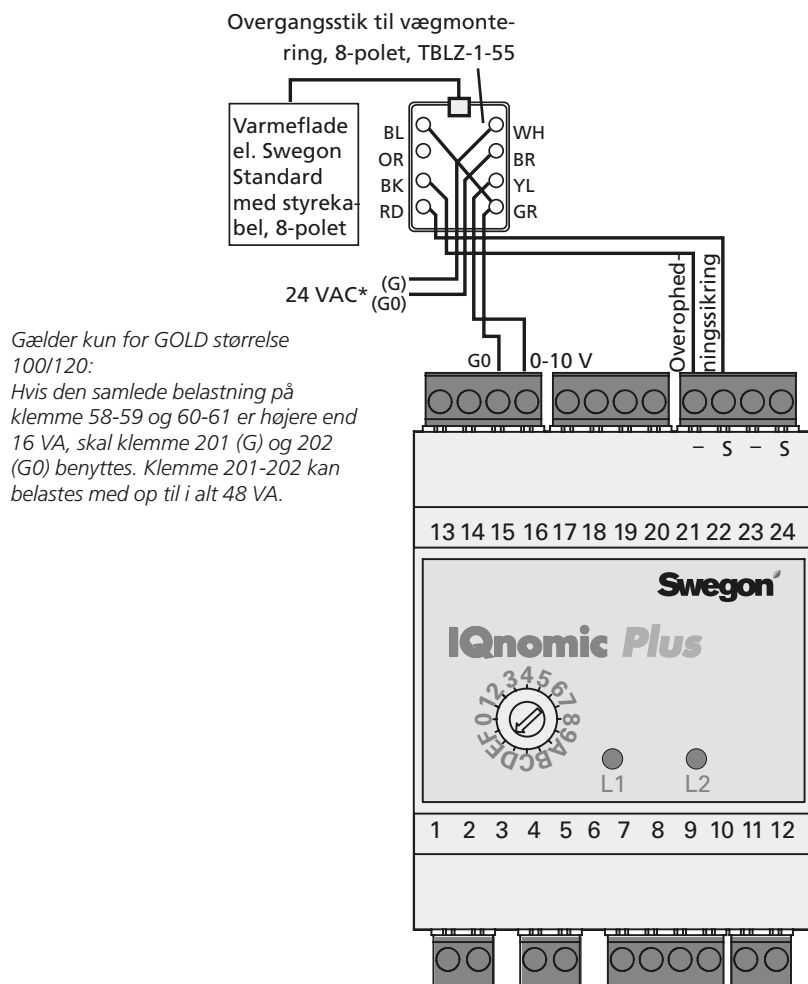 Overgangsstik til vægmonte-
ring, 8-polet, TBLZ-1-55
Varmeflade
el. Swegon
Standard
med styreka-
bel, 8-polet
BL
OR
BK
RD
WH
BR
YL
GR
24 VAC* (G)
(G0)
Gælder kun for GOLD størrelse
100/120:
Hvis den samlede belastning på
klemme 58-59 og 60-61 er højere end
16 VA, skal klemme 201 (G) og 202
(G0) benyttes. Klemme 201-202 kan
belastes med op til i alt 48 VA.
G0 0-10 V
Overophed-
ningssikring
– S – S
13 14 15 16 17 18 19 20 21 22 23 24
Swegon
IQnomic Plus
0 1 2 3 4 5 6 7 8 9 A B C D E F
L1 L2
1 2 3 4 5 6 7 8 9 10 11 12